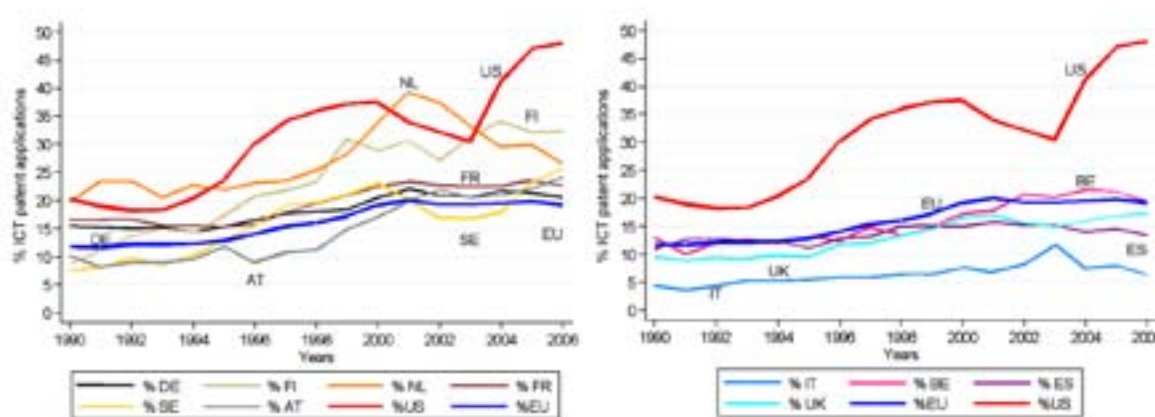 % ICT patent applications
50
45
40
35
30
25
20
15
10
5
0
NL
US
FI
FR
DE
SE
EU
AT
1990 1992 1994 1996 1998 2000 2002 2004 2006
Years
% DE % FI % NL % FR
% SE % AT %US %EU
% ICT patent applications
50
45
40
35
30
25
20
15
10
5
0
US
BE
EU
ES
UK
IT
1990 1992 1994 1996 1998 2000 2002 2004 200
Years
% IT % BE % ES
% UK %EU %US